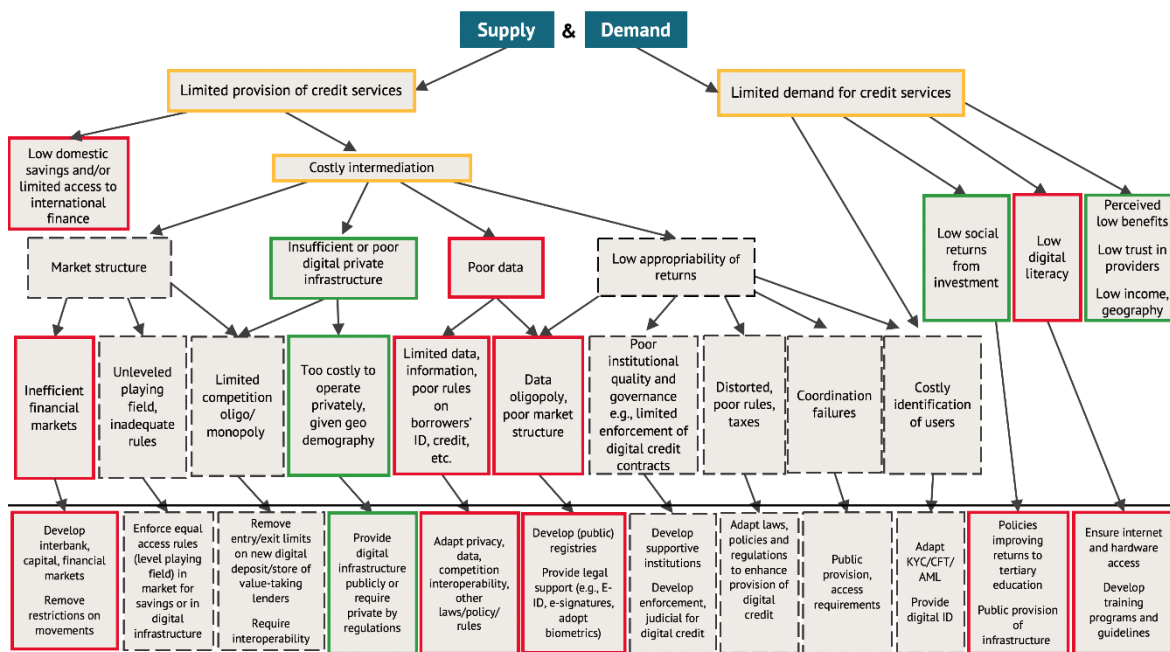 Supply & Demand
Limited provision of credit services
Limited demand for credit services
Low domestic
savings and/or
limited access to
international
finance
Costly intermediation
Market structure
Insufficient or poor
digital private
infrastructure
Poor data
Low appropriability of
returns
Low social
returns
from
investment
Low
digital
literacy
Perceived
low benefits
Low trust in
providers
Low income,
geography
Inefficient
financial
markets
Unleveled
playing
field,
inadequate
rules
Limited
competition
oligo/
monopoly
Too costly to
operate
privately,
given geo
demography
Limited data,
information,
poor rules
on
borrowers'
ID, credit,
etc.
Data
oligopoly,
poor market
structure
Poor
institutional
quality and
governance
e.g., limited
enforcement of
digital credit
contracts
Distorted,
poor rules,
taxes
Coordination
failures
Costly
identification
of users
Develop
interbank,
capital, financial
markets
Remove
restrictions on
movements
Enforce equal
access rules
(level playing
field) in
market for
savings or in
digital
infrastructure
Remove
entry/exit limits
on new digital
deposit/store of
value-taking
lenders
Require
interoperability
Provide
digital
infrastructure
publicly or
require
private by
regulations
Adapt privacy,
data,
competition
interoperability,
other
laws/policy/
rules
Develop (public)
registries
Provide legal
support (e.g., E-
ID, e-signatures,
adopt
biometrics)
Develop
supportive
institutions
Develop
enforcement,
judicial for
digital credit
Adapt laws,
policies and
regulations
to enhance
provision of
digital
credit
Public
provision,
access
requirements
Adapt
KYC/CFT/
AML
Provide
digital ID
Policies
improving
returns to
tertiary
education
Public
provision of
infrastructure
Ensure internet
and hardware
access
Develop
training
programs and
guidelines